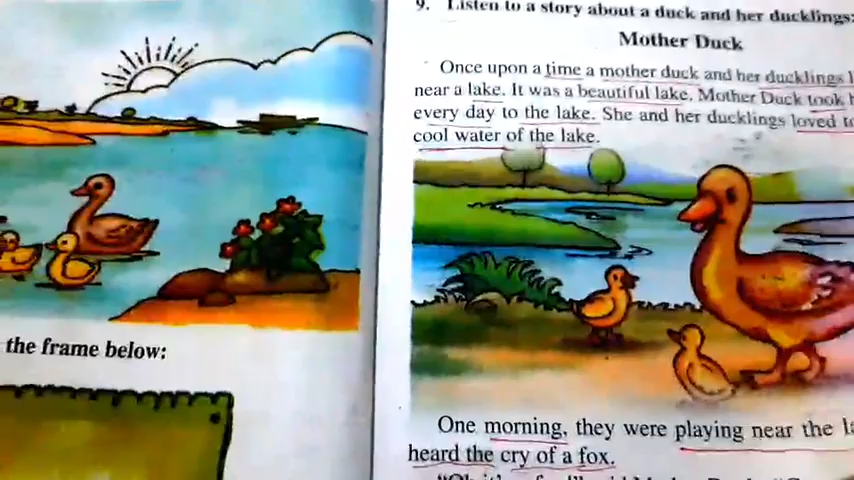 the frame below:
9. Listen to a story about a duck and her ducklings:
Mother Duck
Once upon a time a mother duck and her ducklings
near a lake. It was a beautiful lake. Mother Duck took
every day to the lake. She and her ducklings loved to
cool water of the lake.
One morning, they were playing near the
heard the cry of a fox.